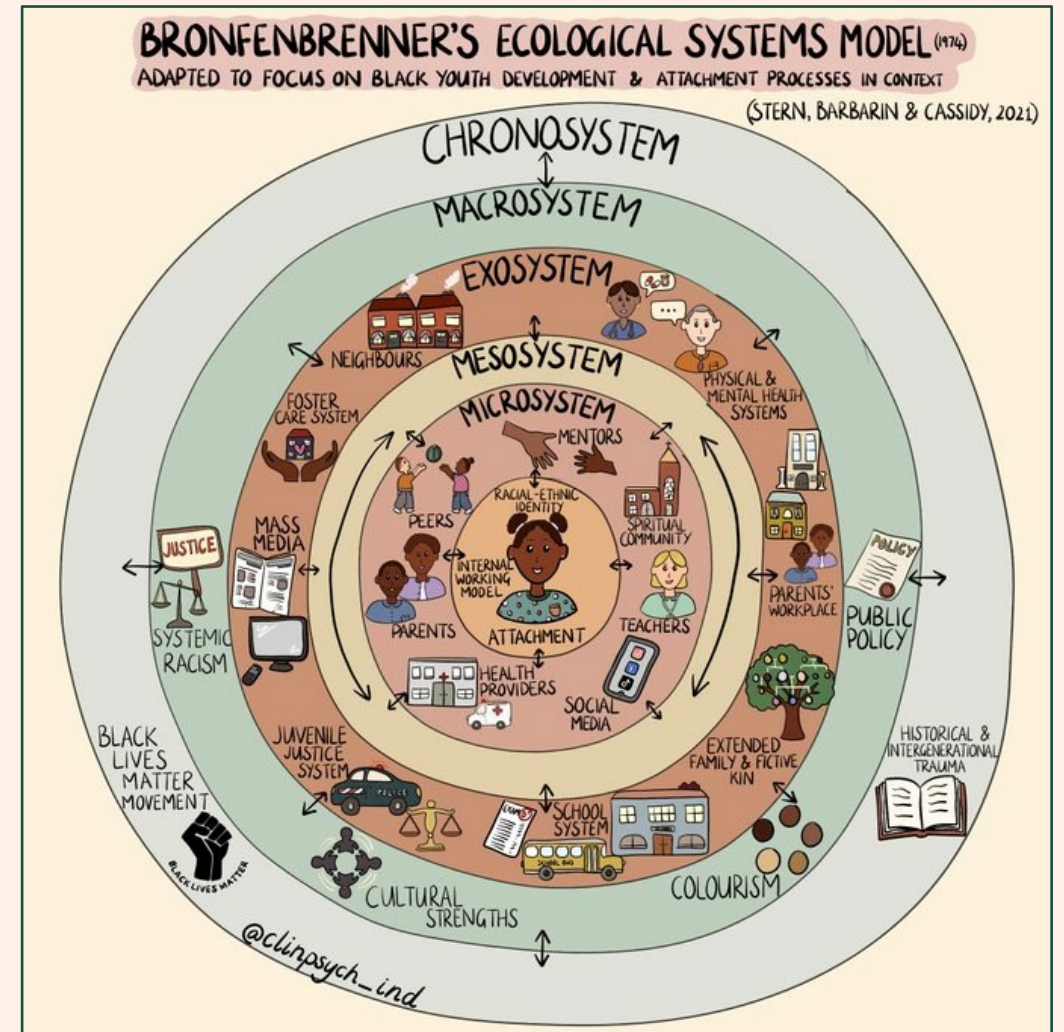 BRONFENBRENNER'S ECOLOGICAL SYSTEMS MODEL (1974)
ADAPTED TO FOCUS ON BLACK YOUTH DEVELOPMENT & ATTACHMENT PROCESSES IN CONTEXT
(STERN, BARBARIN & CASSIDY, 2021)
CHRONOSYSTEM
MACROSYSTEM
EXOSYSTEM
NEIGHBOURS
PHYSICAL &
MENTAL HEALTH
SYSTEMS
FOSTER
CARE SYSTEM
MESOSYSTEM
MICROSYSTEM
MENTORS
PEERS
RACIAL-ETHNIC
IDENTITY
SPIRITUAL
COMMUNITY
INTERNAL
WORKING
MODEL
ATTACHMENT
PARENTS
TEACHERS
HEALTH
PROVIDERS
SOCIAL
MEDIA
MASS
MEDIA
PARENTS'
WORKPLACE
JUSTICE
SYSTEMIC
RACISM
POLICY
PUBLIC
POLICY
JUVENILE
JUSTICE
SYSTEM
POLICE
EXAMS
SCHOOL
SYSTEM
SCHOOL BUS
EXTENDED
FAMILY & FICTIVE
KIN
BLACK
LIVES
MATTER
MOVEMENT
BLACK LIVES MATTER
HISTORICAL &
INTERGENERATIONAL
TRAUMA
CULTURAL
STRENGTHS
COLOURISM
@clinpsych_ind